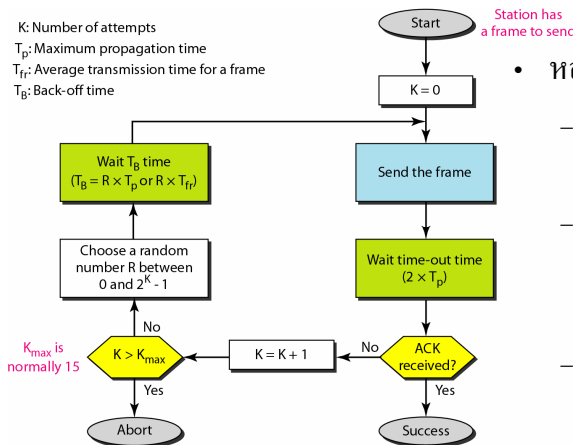 K: Number of attempts
Tp: Maximum propagation time
Tfr: Average transmission time for a frame
TB: Back-off time
Start
Station has
a frame to send
K = 0
Wait TB time
(TB = R × Tp or R × Tfr)
Send the frame
Choose a random
number R between
0 and 2^K - 1
Wait time-out time
(2 × Tp)
Kmax is
normally 15
K > Kmax
No
K = K + 1
No
ACK
received?
Yes
Yes
Abort
Success